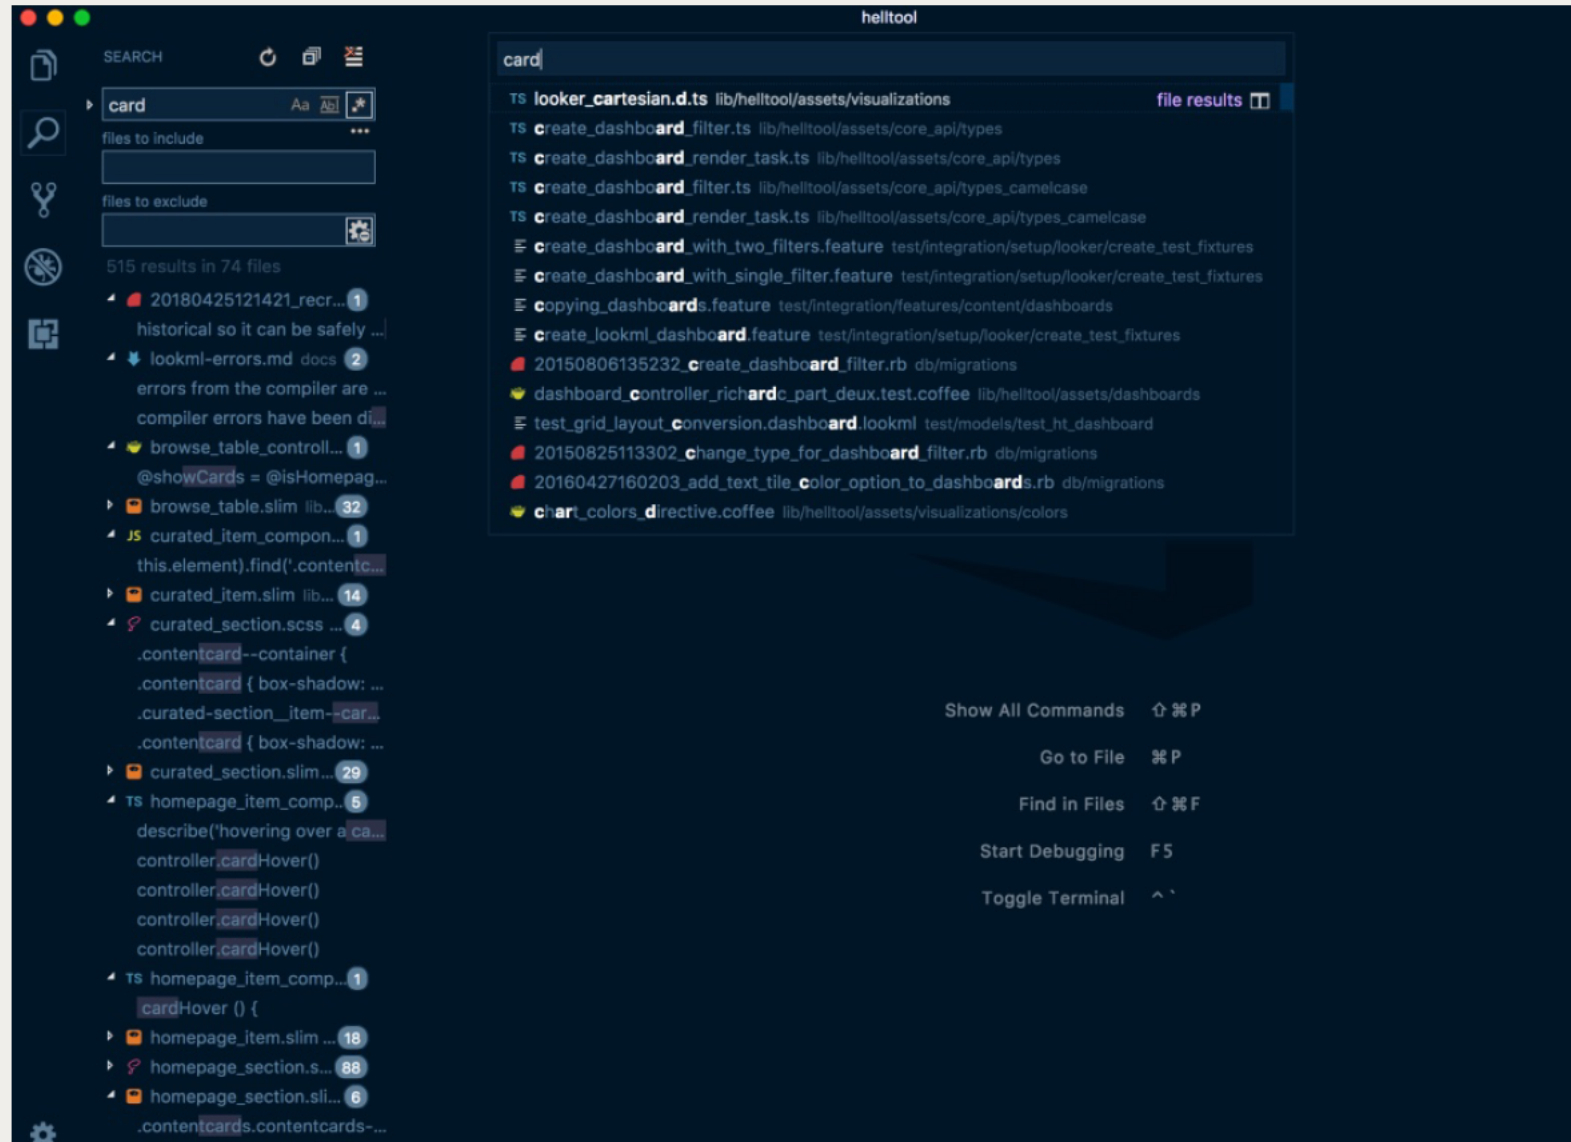 helltool
SEARCH
card
Aa Ab| .*
files to include
files to exclude
515 results in 74 files
20180425121421_recr... 1
historical so it can be safely ...
lookml-errors.md docs 2
errors from the compiler are ...
compiler errors have been di...
browse_table_controll... 1
@showCards = @isHomepag...
browse_table.slim lib... 32
JS curated_item_compon... 1
this.element).find('.contentc...
curated_item.slim lib... 14
curated_section.scss ... 4
.contentcard--container {
.contentcard { box-shadow: ...
.curated-section__item--car...
.contentcard { box-shadow: ...
curated_section.slim... 29
TS homepage_item_comp... 5
describe('hovering over a ca...
controller.cardHover()
controller.cardHover()
controller.cardHover()
controller.cardHover()
TS homepage_item_comp... 1
cardHover () {
homepage_item.slim ... 18
homepage_section.s... 88
homepage_section.sli... 6
.contentcards.contentcards-...
card
TS looker_cartesian.d.ts lib/helltool/assets/visualizations file results
TS create_dashboard_filter.ts lib/helltool/assets/core_api/types
TS create_dashboard_render_task.ts lib/helltool/assets/core_api/types
TS create_dashboard_filter.ts lib/helltool/assets/core_api/types_camelcase
TS create_dashboard_render_task.ts lib/helltool/assets/core_api/types_camelcase
create_dashboard_with_two_filters.feature test/integration/setup/looker/create_test_fixtures
create_dashboard_with_single_filter.feature test/integration/setup/looker/create_test_fixtures
copying_dashboards.feature test/integration/features/content/dashboards
create_lookml_dashboard.feature test/integration/setup/looker/create_test_fixtures
20150806135232_create_dashboard_filter.rb db/migrations
dashboard_controller_richardc_part_deux.test.coffee lib/helltool/assets/dashboards
test_grid_layout_conversion.dashboard.lookml test/models/test_ht_dashboard
20150825113302_change_type_for_dashboard_filter.rb db/migrations
20160427160203_add_text_tile_color_option_to_dashboards.rb db/migrations
chart_colors_directive.coffee lib/helltool/assets/visualizations/colors
Show All Commands ⇧⌘P
Go to File ⌘P
Find in Files ⇧⌘F
Start Debugging F5
Toggle Terminal ^`